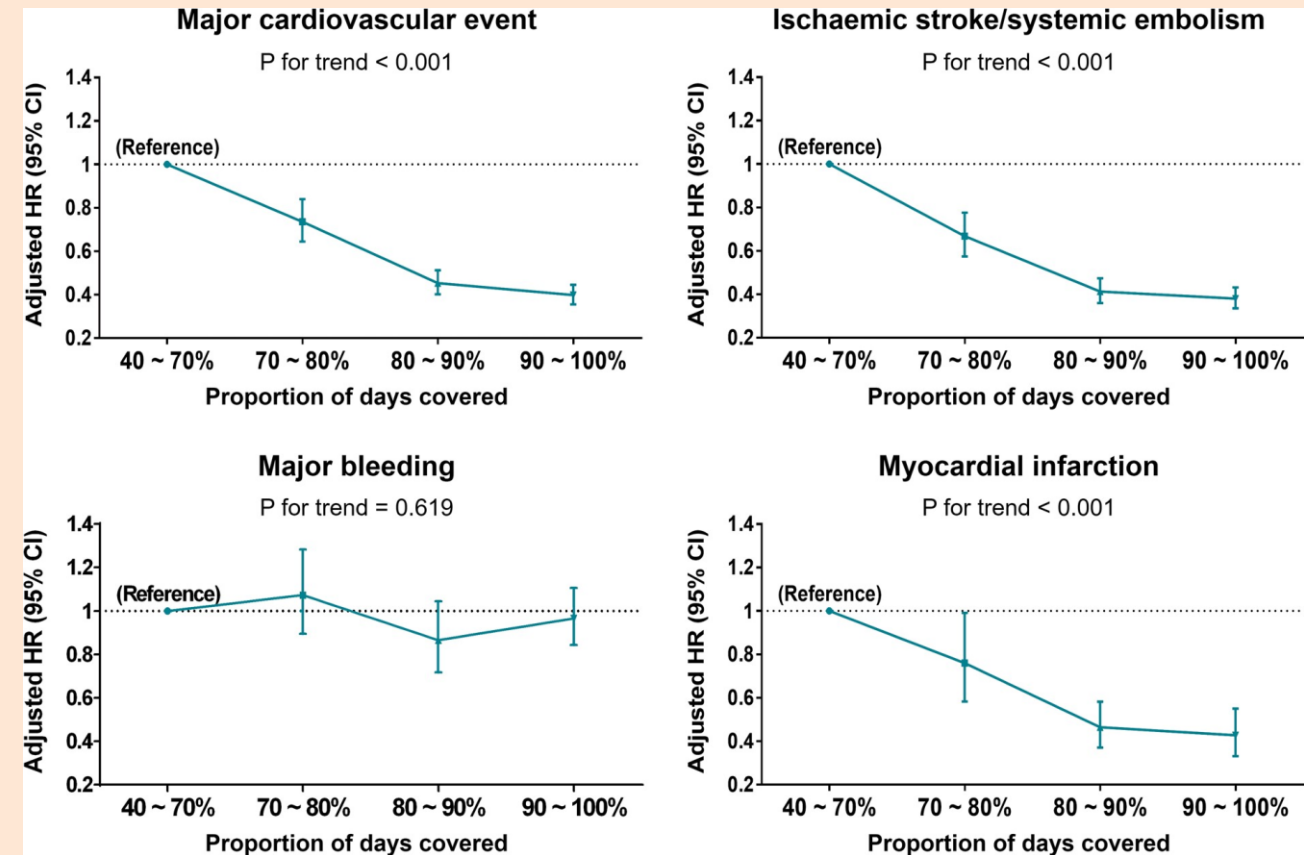 Major cardiovascular event
P for trend < 0.001
Adjusted HR (95% CI)
1.4
1.2
1
0.8
0.6
0.4
0.2
(Reference)
40 ~ 70% 70 ~ 80% 80 ~ 90% 90 ~ 100%
Proportion of days covered
Ischaemic stroke/systemic embolism
P for trend < 0.001
Adjusted HR (95% CI)
1.4
1.2
1
0.8
0.6
0.4
0.2
(Reference)
40 ~ 70% 70 ~ 80% 80 ~ 90% 90 ~ 100%
Proportion of days covered
Major bleeding
P for trend = 0.619
Adjusted HR (95% CI)
1.4
1.2
1
0.8
0.6
0.4
0.2
(Reference)
40 ~ 70% 70 ~ 80% 80 ~ 90% 90 ~ 100%
Proportion of days covered
Myocardial infarction
P for trend < 0.001
Adjusted HR (95% CI)
1.4
1.2
1
0.8
0.6
0.4
0.2
(Reference)
40 ~ 70% 70 ~ 80% 80 ~ 90% 90 ~ 100%
Proportion of days covered